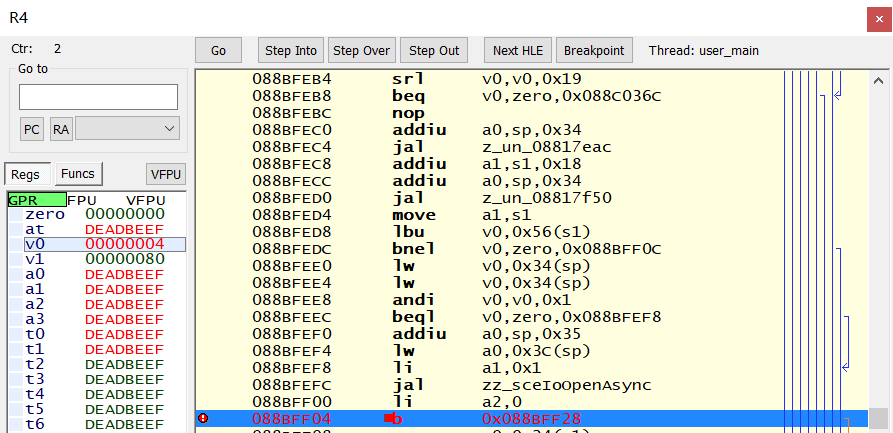 R4
Ctr: 2
Go Step Into Step Over Step Out Next HLE Breakpoint Thread: user_main
Go to
PC RA
Regs Funcs VFPU
GPR FPU VFPU
zero 00000000
at DEADBEEF
v0 00000004
v1 00000080
a0 DEADBEEF
a1 DEADBEEF
a2 DEADBEEF
a3 DEADBEEF
t0 DEADBEEF
t1 DEADBEEF
t2 DEADBEEF
t3 DEADBEEF
t4 DEADBEEF
t5 DEADBEEF
t6 DEADBEEF
088BFEB4 srl v0,v0,0x19
088BFEB8 beq v0,zero,0x088C036C
088BFEBC nop
088BFEC0 addiu a0,sp,0x34
088BFEC4 jal z_un_08817eac
088BFEC8 addiu a1,s1,0x18
088BFECC addiu a0,sp,0x34
088BFED0 jal z_un_08817f50
088BFED4 move a1,s1
088BFED8 lbu v0,0x56(s1)
088BFEDC bnel v0,zero,0x088BFF0C
088BFEE0 lw v0,0x34(sp)
088BFEE4 lw v0,0x34(sp)
088BFEE8 andi v0,v0,0x1
088BFEEC beql v0,zero,0x088BFEF8
088BFEF0 addiu a0,sp,0x35
088BFEF4 lw a0,0x3c(sp)
088BFEF8 li a1,0x1
088BFEFC jal zz_sceIoOpenAsync
088BFF00 li a2,0
088BFF04 b 0x088BFF28